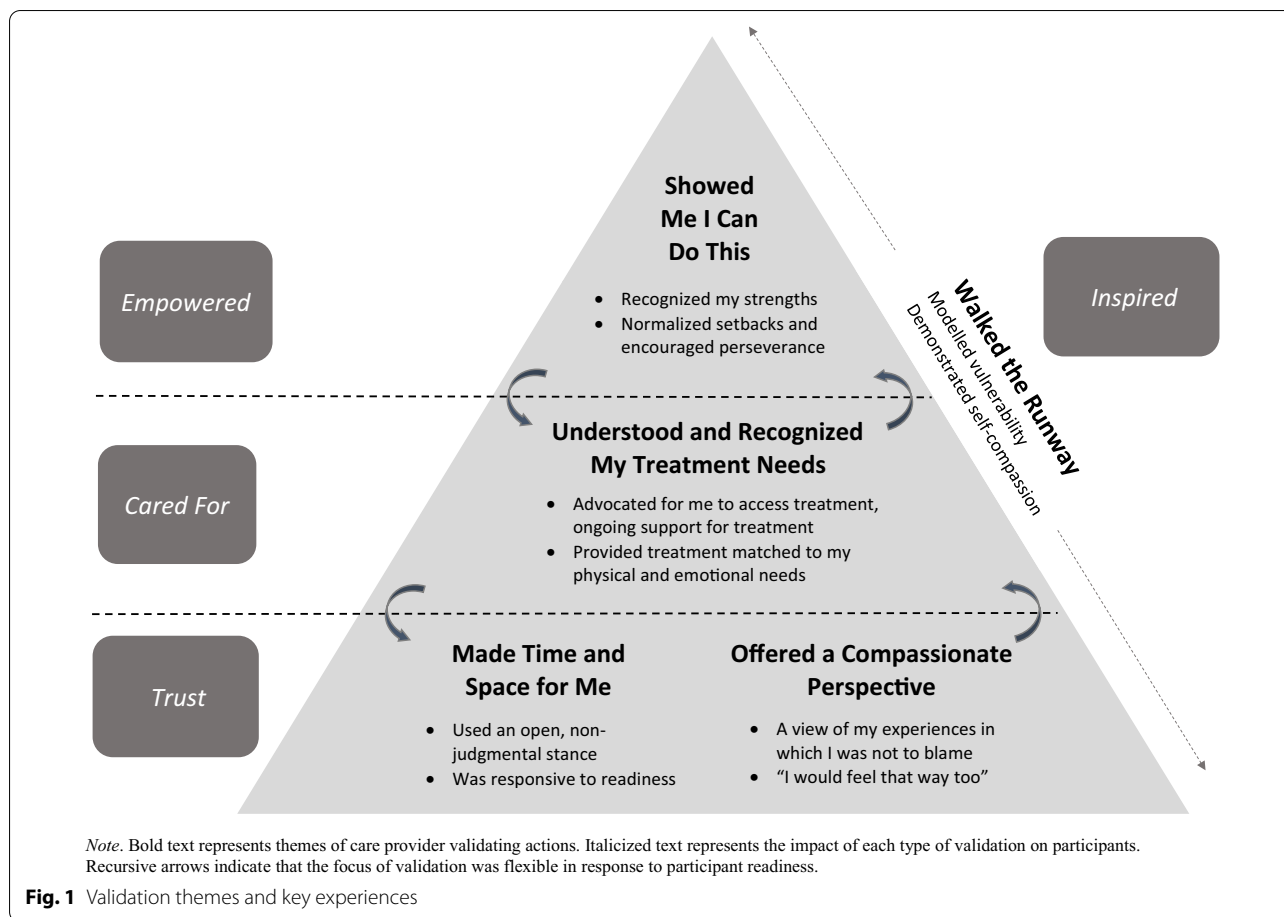 Showed
Me I Can
Do This
• Recognized my strengths
• Normalized setbacks and
encouraged perseverance
Empowered
Inspired
Walked the Runway
Modelled vulnerability
Demonstrated self-compassion
Understood and Recognized
My Treatment Needs
• Advocated for me to access treatment,
ongoing support for treatment
• Provided treatment matched to my
physical and emotional needs
Cared For
Made Time and
Space for Me
• Used an open, non-
judgmental stance
• Was responsive to readiness
Offered a Compassionate
Perspective
• A view of my experiences in
which I was not to blame
• “I would feel that way too”
Trust
Note. Bold text represents themes of care provider validating actions. Italicized text represents the impact of each type of validation on participants.
Recursive arrows indicate that the focus of validation was flexible in response to participant readiness.
Fig. 1 Validation themes and key experiences